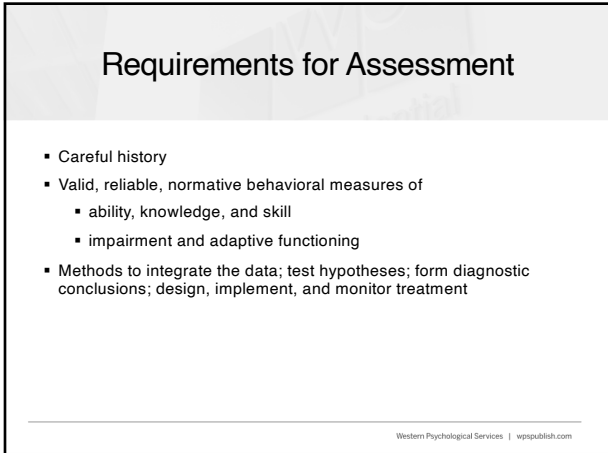 Requirements for Assessment
▪ Careful history
▪ Valid, reliable, normative behavioral measures of
▪ ability, knowledge, and skill
▪ impairment and adaptive functioning
▪ Methods to integrate the data; test hypotheses; form diagnostic
conclusions; design, implement, and monitor treatment
Western Psychological Services | wpspublish.com